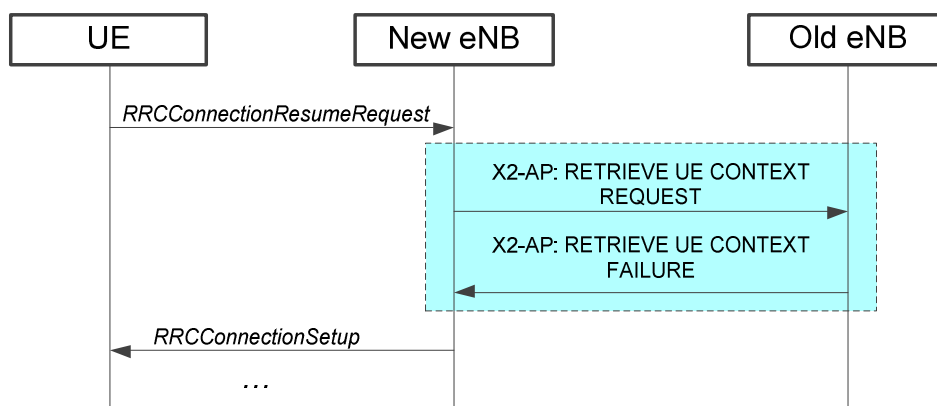 UE
New eNB
Old eNB
RRCConnectionResumeRequest
X2-AP: RETRIEVE UE CONTEXT
REQUEST
X2-AP: RETRIEVE UE CONTEXT
FAILURE
RRCConnectionSetup
...